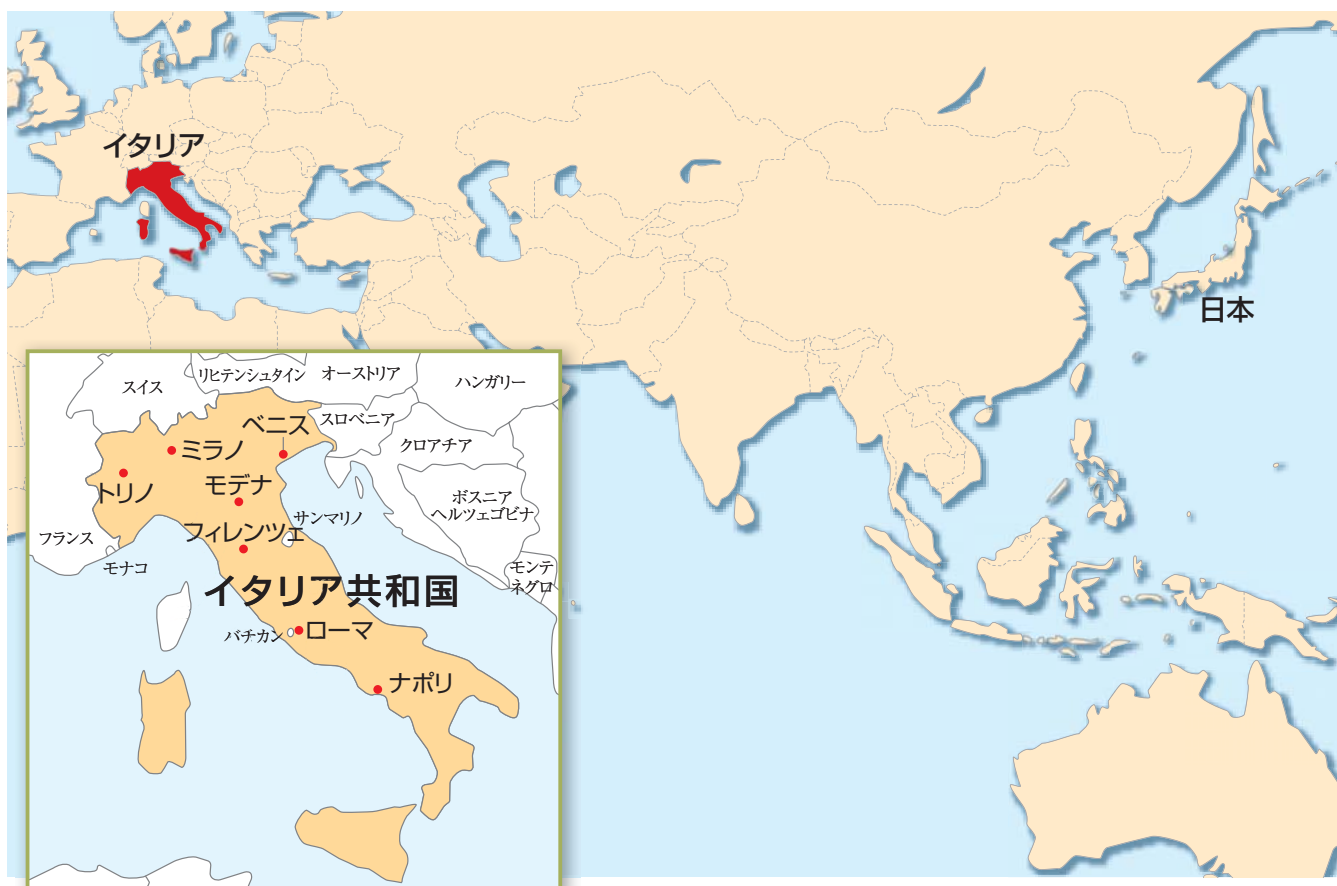 イタリア
日本
スイス
リヒテンシュタイン
オーストリア
ハンガリー
ベニス
スロベニア
ミラノ
クロアチア
トリノ
モデナ
ボスニア
ヘルツェゴビナ
サンマリノ
フィレンツェ
フランス
モナコ
モンテ
ネグロ
イタリア共和国
バチカン
ローマ
ナポリ